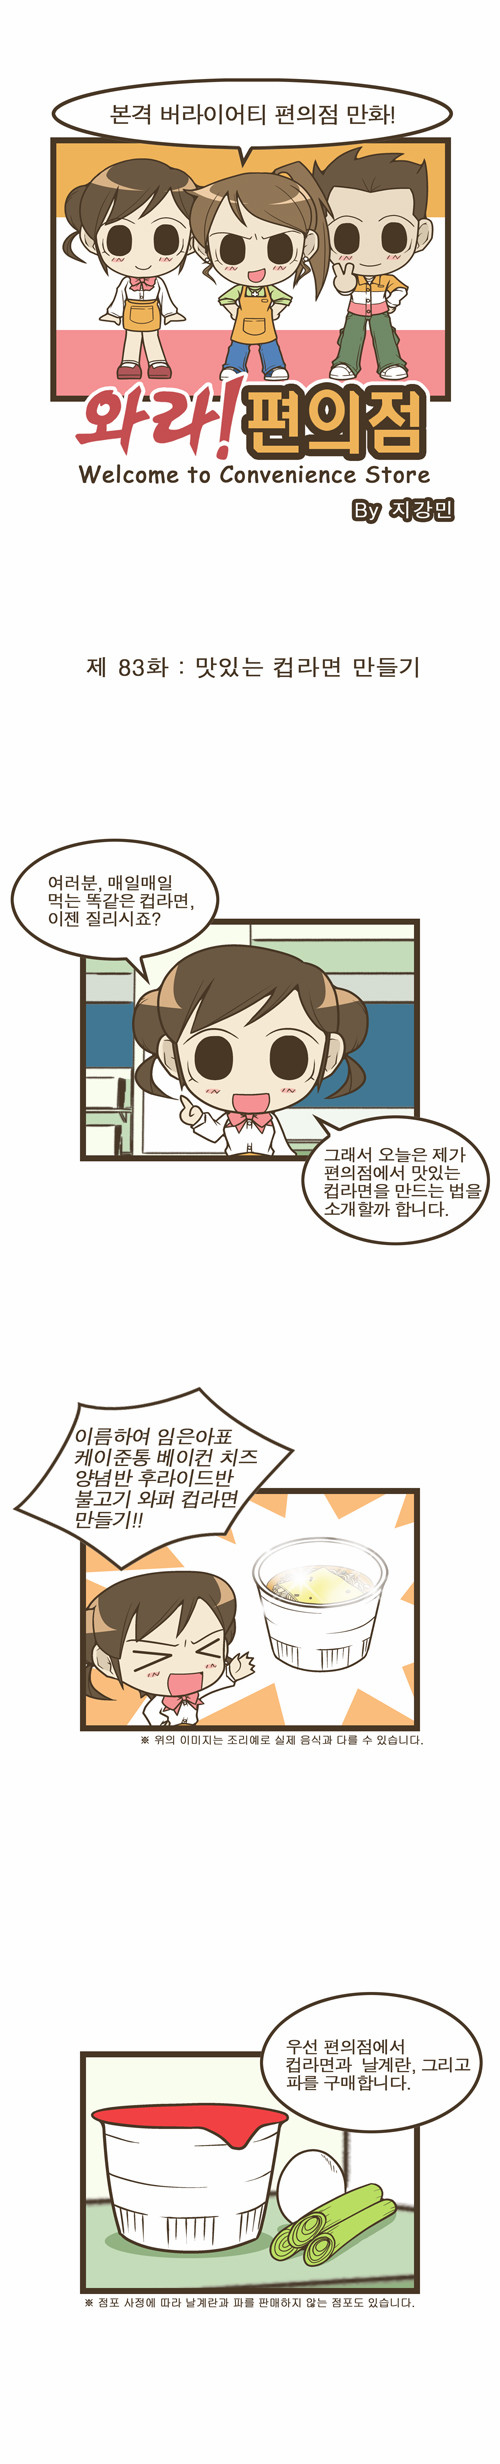 본격 버라이어티 편의점 만화!
와라! 편의점
Welcome to Convenience Store
By 지강민
제 83화 : 맛있는 컵라면 만들기
여러분, 매일매일
먹는 똑같은 컵라면,
이젠 질리시죠?
그래서 오늘은 제가
편의점에서 맛있는
컵라면을 만드는 법을
소개할까 합니다.
이름하여 임은아표
케이준통 베이컨 치즈
양념반 후라이드반
불고기 와퍼 컵라면
만들기!!
※ 위의 이미지는 조리예로 실제 음식과 다를 수 있습니다.
우선 편의점에서
컵라면과 날계란, 그리고
파를 구매합니다.
※ 점포 사정에 따라 날계란과 파를 판매하지 않는 점포도 있습니다.